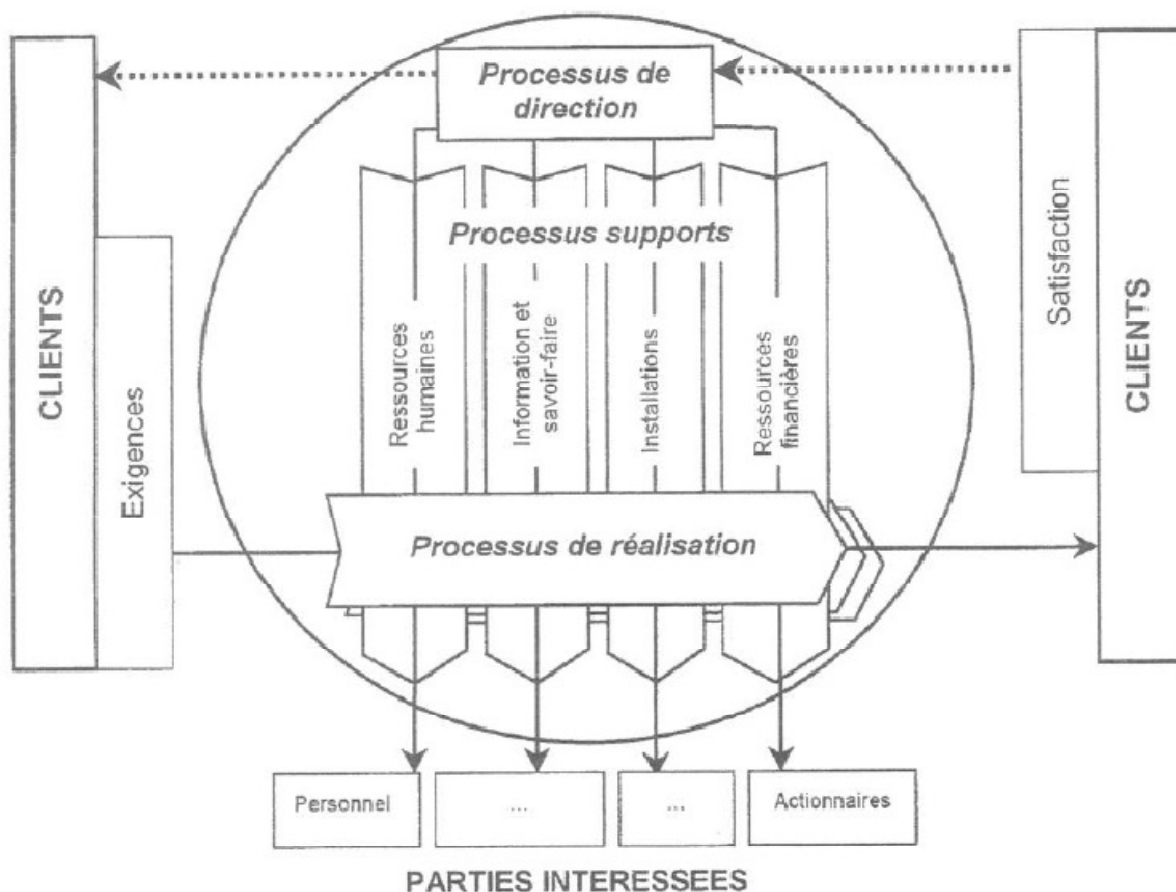 Processus de
direction
Processus supports
CLIENTS
Exigences
Ressources
humaines
Information et
savoir-faire
Installations
Ressources
financières
Satisfaction
CLIENTS
Processus de réalisation
Personnel
...
...
Actionnaires
PARTIES INTERESSEES